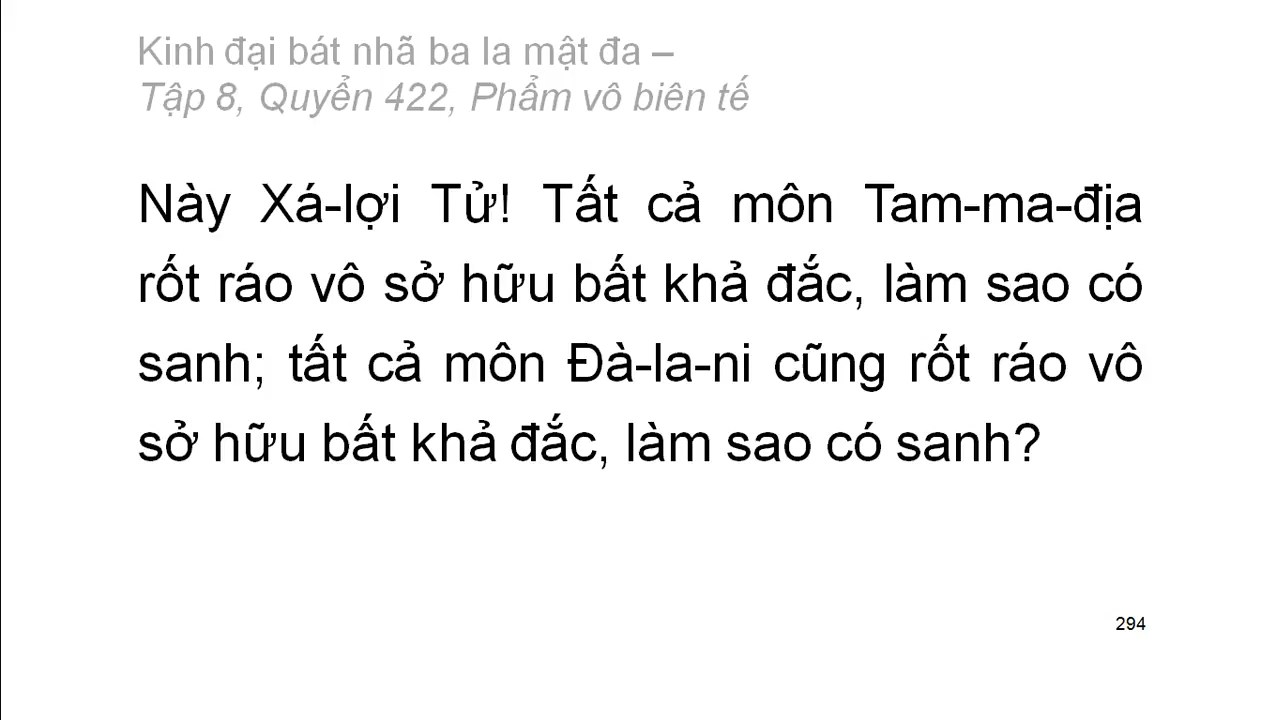 Kinh đại bát nhã ba la mật đa –
Tập 8, Quyển 422, Phẩm vô biên tế
Này Xá-lợi Tử! Tất cả môn Tam-ma-địa
rốt ráo vô sở hữu bất khả đắc, làm sao có
sanh; tất cả môn Đà-la-ni cũng rốt ráo vô
sở hữu bất khả đắc, làm sao có sanh?
294